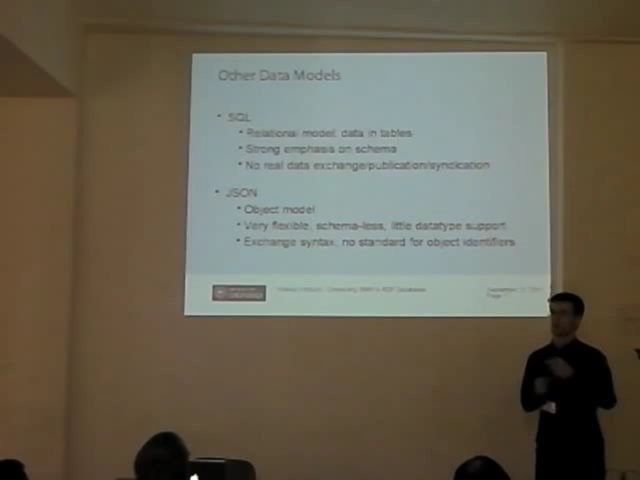 Other Data Models
• SQL
• Relational model: data in tables
• Strong emphasis on schema
• No real data exchange/publication/syndication
• JSON
• Object model
• Very flexible, schema-less, little datatype support
• Exchange syntax, no standard for object identifiers